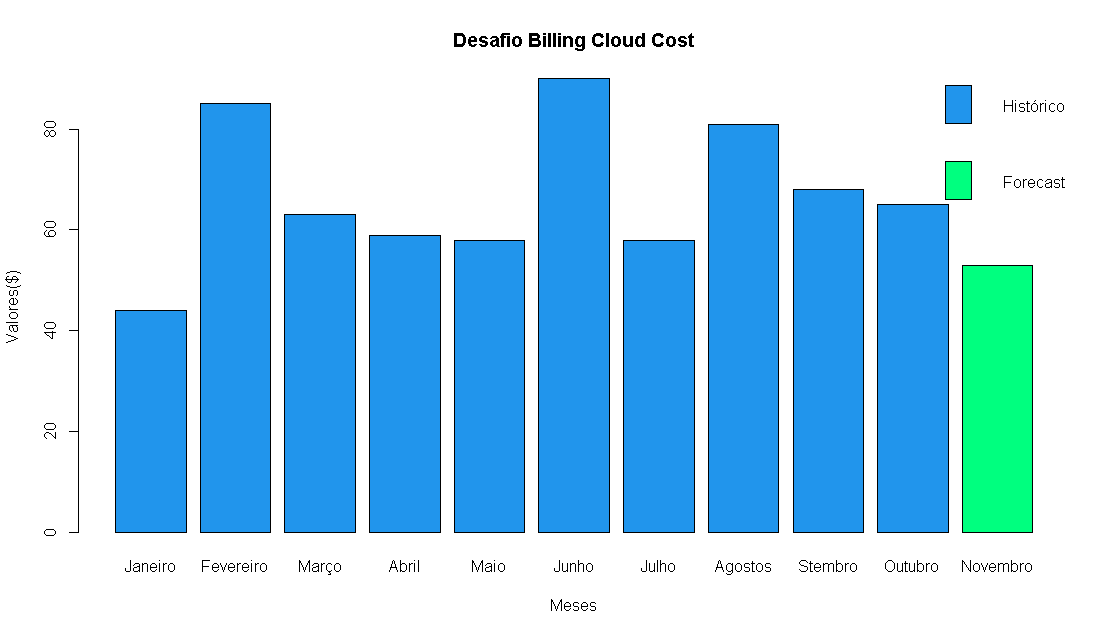 Desafio Billing Cloud Cost
Histórico
Forecast
Valores($)
80
60
40
20
0
Janeiro Fevereiro Março Abril Maio Junho Julho Agostos Stembro Outubro Novembro
Meses